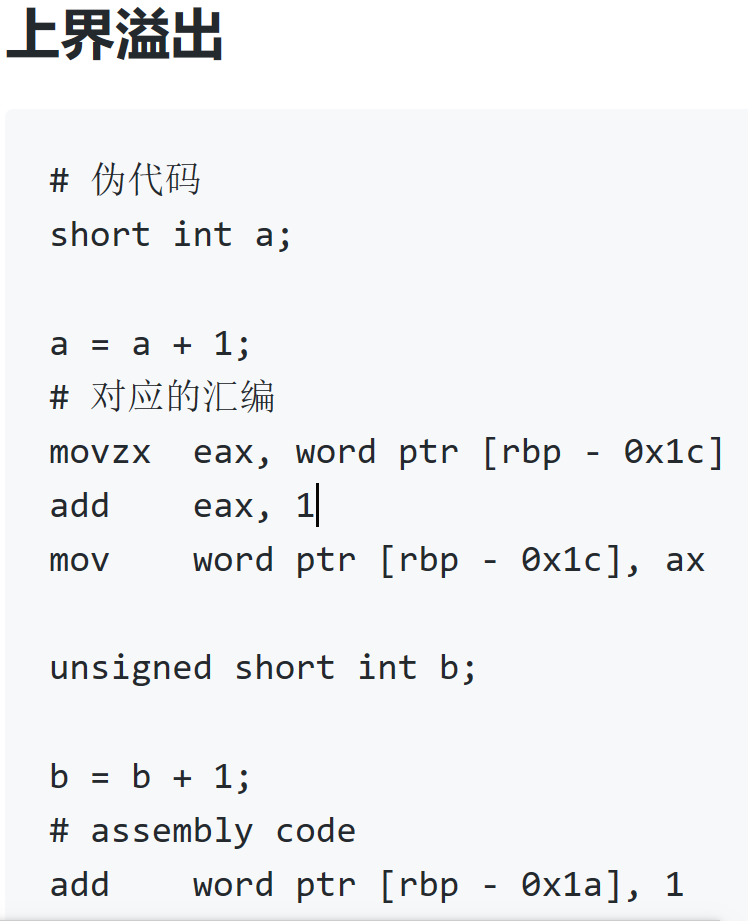 上界溢出
# 伪代码
short int a;
a = a + 1;
# 对应的汇编
movzx  eax, word ptr [rbp - 0x1c]
add    eax, 1
mov    word ptr [rbp - 0x1c], ax
unsigned short int b;
b = b + 1;
# assembly code
add    word ptr [rbp - 0x1a], 1